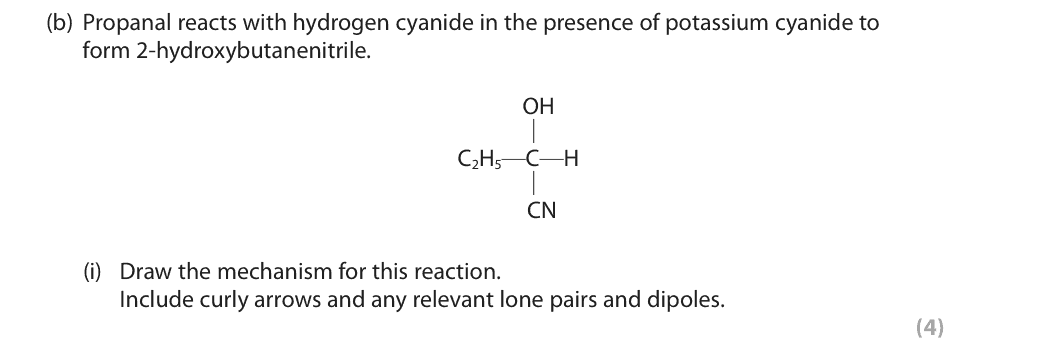 (b) Propanal reacts with hydrogen cyanide in the presence of potassium cyanide to
form 2-hydroxybutanenitrile.
OH
C₂H₅—C—H
CN
(i) Draw the mechanism for this reaction.
Include curly arrows and any relevant lone pairs and dipoles.
(4)